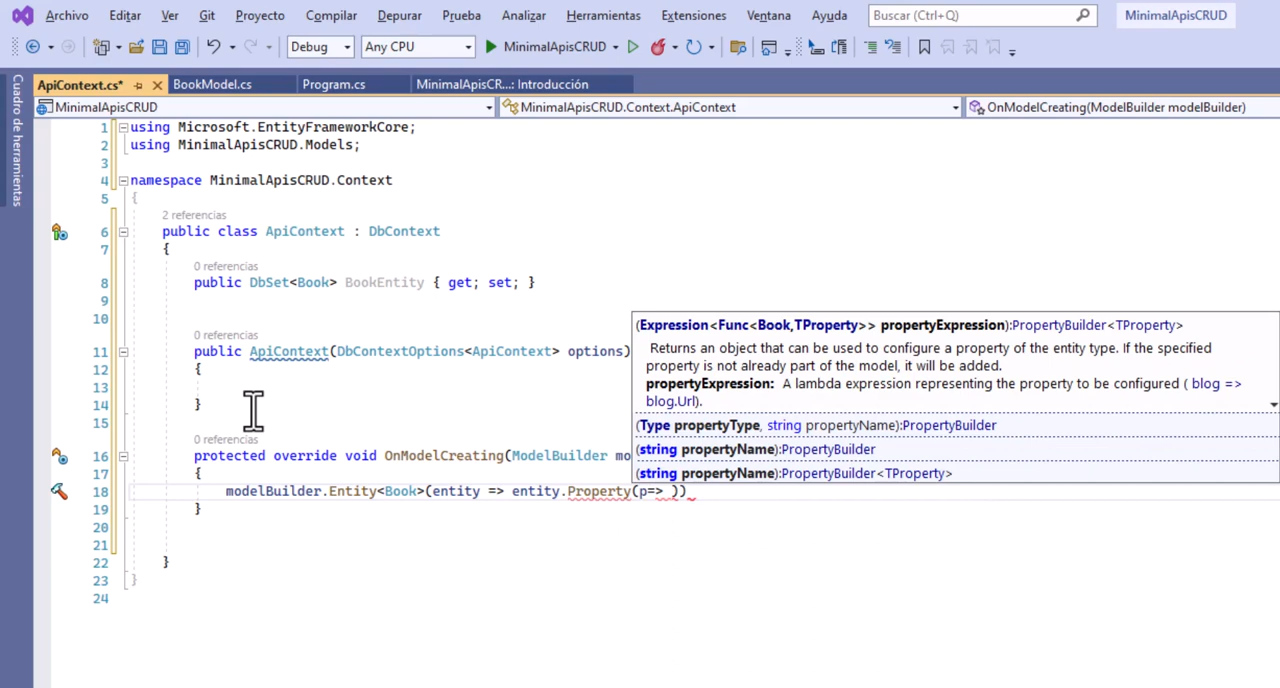 Archivo Editar Ver Git Proyecto Compilar Depurar Prueba Analizar Herramientas Extensiones Ventana Ayuda Buscar (Ctrl+Q) MinimalApisCRUD
Debug Any CPU MinimalApisCRUD
ApiContext.cs* BookModel.cs Program.cs MinimalApisCR...: Introducción
MinimalApisCRUD MinimalApisCRUD.Context.ApiContext OnModelCreating(ModelBuilder modelBuilder)
Cuadro de herramientas
1 using Microsoft.EntityFrameworkCore;
2 using MinimalApisCRUD.Models;
3
4 namespace MinimalApisCRUD.Context
5 {
2 referencias
6 public class ApiContext : DbContext
7 {
0 referencias
8 public DbSet<Book> BookEntity { get; set; }
9
10
0 referencias
11 public ApiContext(DbContextOptions<ApiContext> options)
12 {
13
14 }
15
0 referencias
16 protected override void OnModelCreating(ModelBuilder mo
17 {
18 modelBuilder.Entity<Book>(entity => entity.Property(p=> ))
19 }
20
21
22 }
23 }
24
(Expression<Func<Book,TProperty>> propertyExpression):PropertyBuilder<TProperty>
Returns an object that can be used to configure a property of the entity type. If the specified
property is not already part of the model, it will be added.
propertyExpression: A lambda expression representing the property to be configured ( blog =>
blog.Url).
(Type propertyType, string propertyName):PropertyBuilder
(string propertyName):PropertyBuilder
(string propertyName):PropertyBuilder<TProperty>